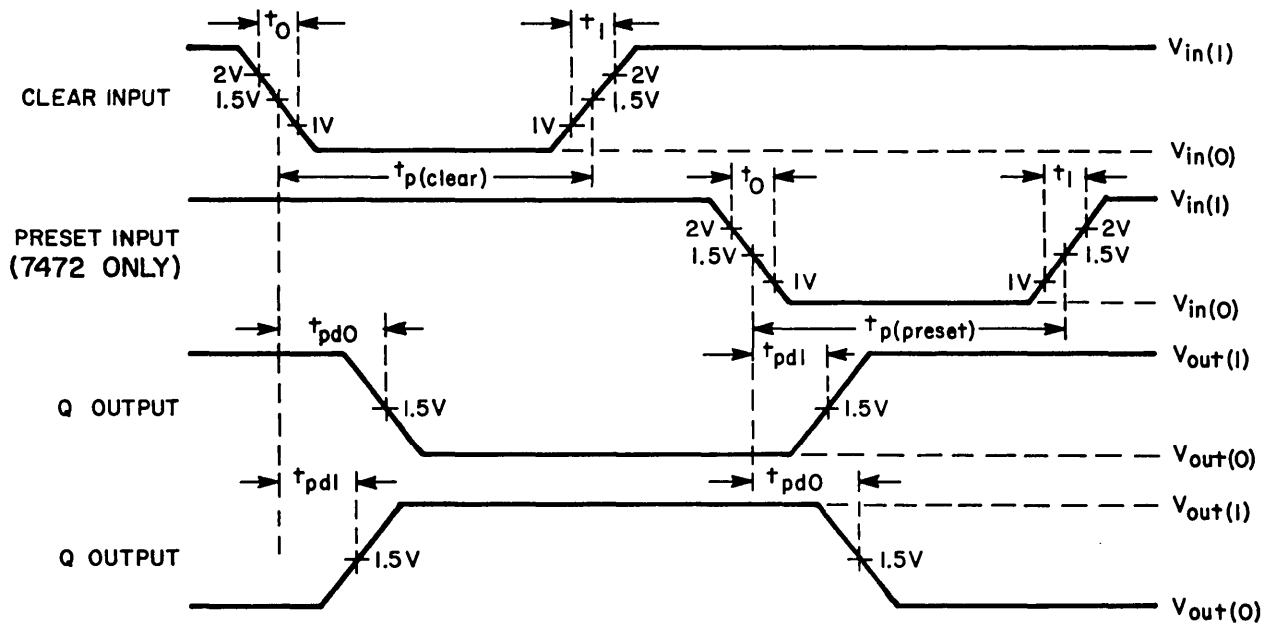 t0 t1
Vin(1)
2V 2V
CLEAR INPUT 1.5V 1.5V
1V 1V
Vin(0)
tp(clear) t0 t1
Vin(1)
PRESET INPUT 2V 2V
(7472 ONLY) 1.5V 1.5V
1V 1V
Vin(0)
tpd0 tp(preset)
tpd1 Vout(1)
Q OUTPUT 1.5V 1.5V
Vout(0)
tpd1 tpd0
Vout(1)
Q OUTPUT 1.5V 1.5V
Vout(0)